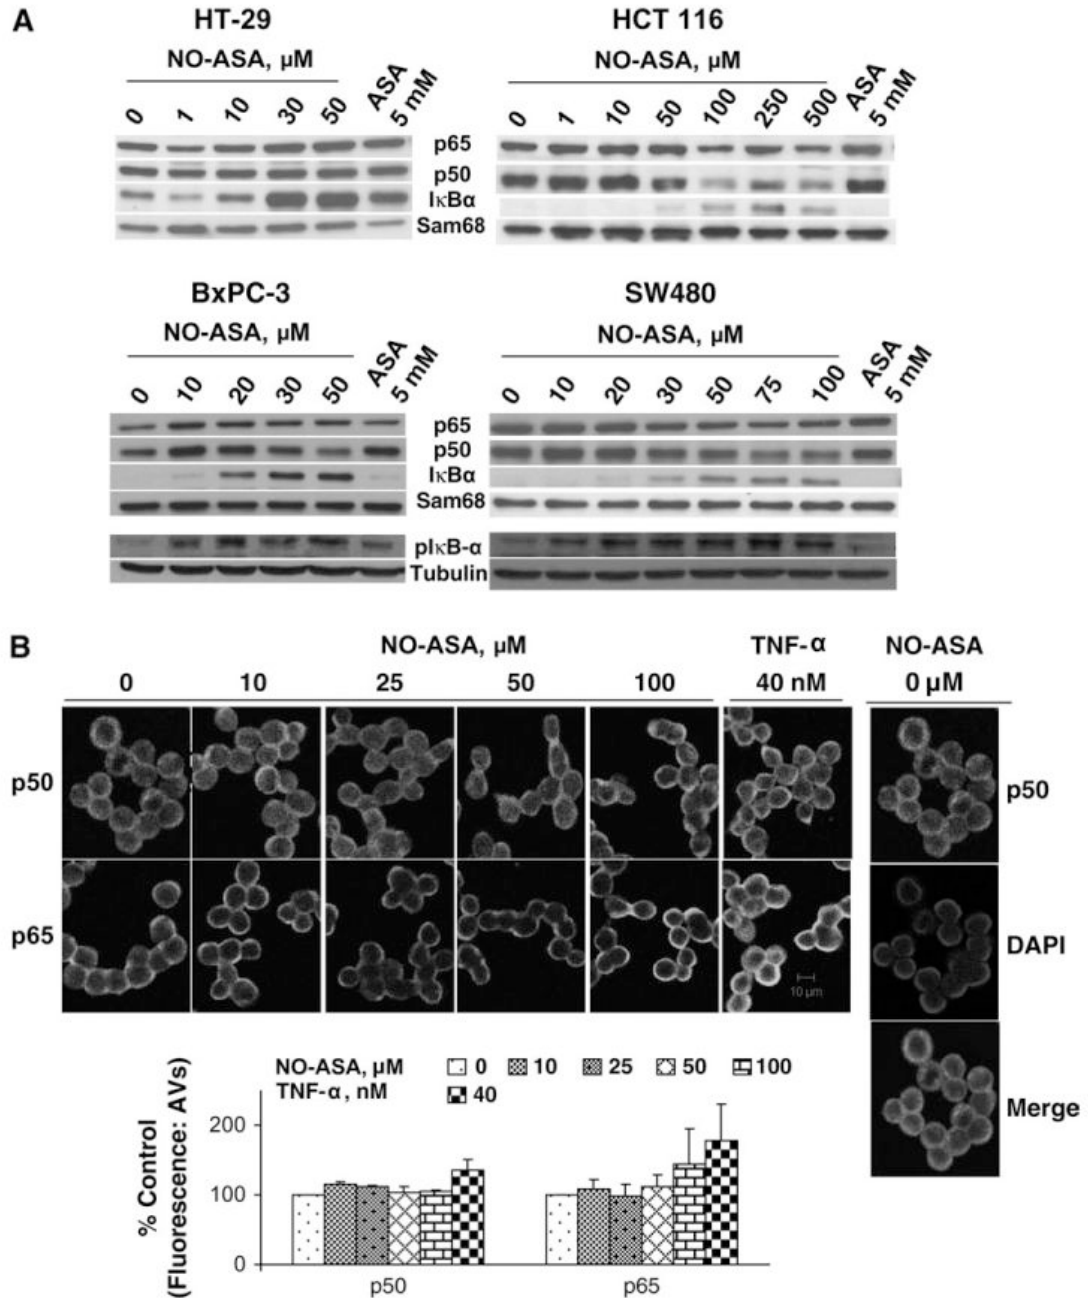 A
HT-29
NO-ASA, µM
0 1 10 30 50 ASA 5 mM
HCT 116
NO-ASA, µM
0 1 10 50 100 250 500 ASA 5 mM
p65
p50
IκBα
Sam68
BxPC-3
NO-ASA, µM
0 10 20 30 50 ASA 5 mM
SW480
NO-ASA, µM
0 10 20 30 50 75 100 ASA 5 mM
p65
p50
IκBα
Sam68
pIκB-α
Tubulin
B
NO-ASA, µM
TNF-α
NO-ASA
0 10 25 50 100 40 nM 0 µM
p50
p50
p65
10 µm
DAPI
Merge
NO-ASA, µM 0 10 25 50 100
TNF-α, nM 40
% Control
(Fluorescence: AVs)
200
100
0
p50 p65